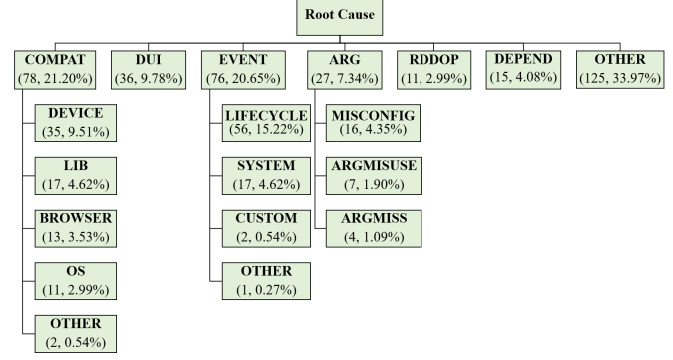 Root Cause
COMPAT
(78, 21.20%)
DUI
(36, 9.78%)
EVENT
(76, 20.65%)
ARG
(27, 7.34%)
RDDOP
(11, 2.99%)
DEPEND
(15, 4.08%)
OTHER
(125, 33.97%)
DEVICE
(35, 9.51%)
LIB
(17, 4.62%)
BROWSER
(13, 3.53%)
OS
(11, 2.99%)
OTHER
(2, 0.54%)
LIFECYCLE
(56, 15.22%)
SYSTEM
(17, 4.62%)
CUSTOM
(2, 0.54%)
OTHER
(1, 0.27%)
MISCONFIG
(16, 4.35%)
ARGMISUSE
(7, 1.90%)
ARGMISS
(4, 1.09%)